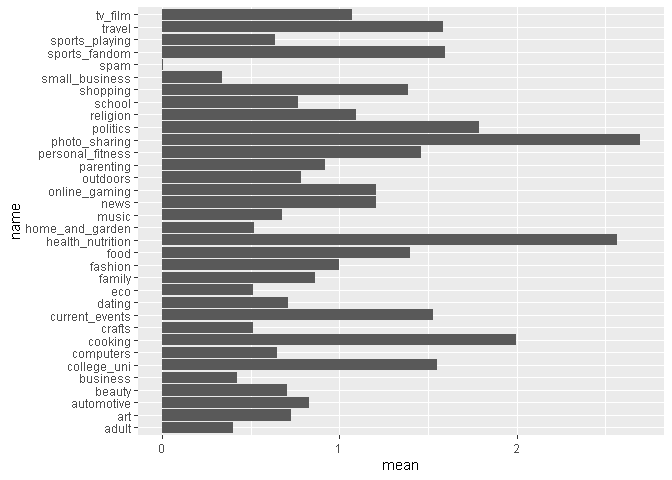 tv_film
travel
sports_playing
sports_fandom
spam
small_business
shopping
school
religion
politics
photo_sharing
personal_fitness
parenting
outdoors
online_gaming
news
music
home_and_garden
health_nutrition
food
fashion
family
eco
dating
current_events
crafts
cooking
computers
college_uni
business
beauty
automotive
art
adult
name
0 1 2
mean